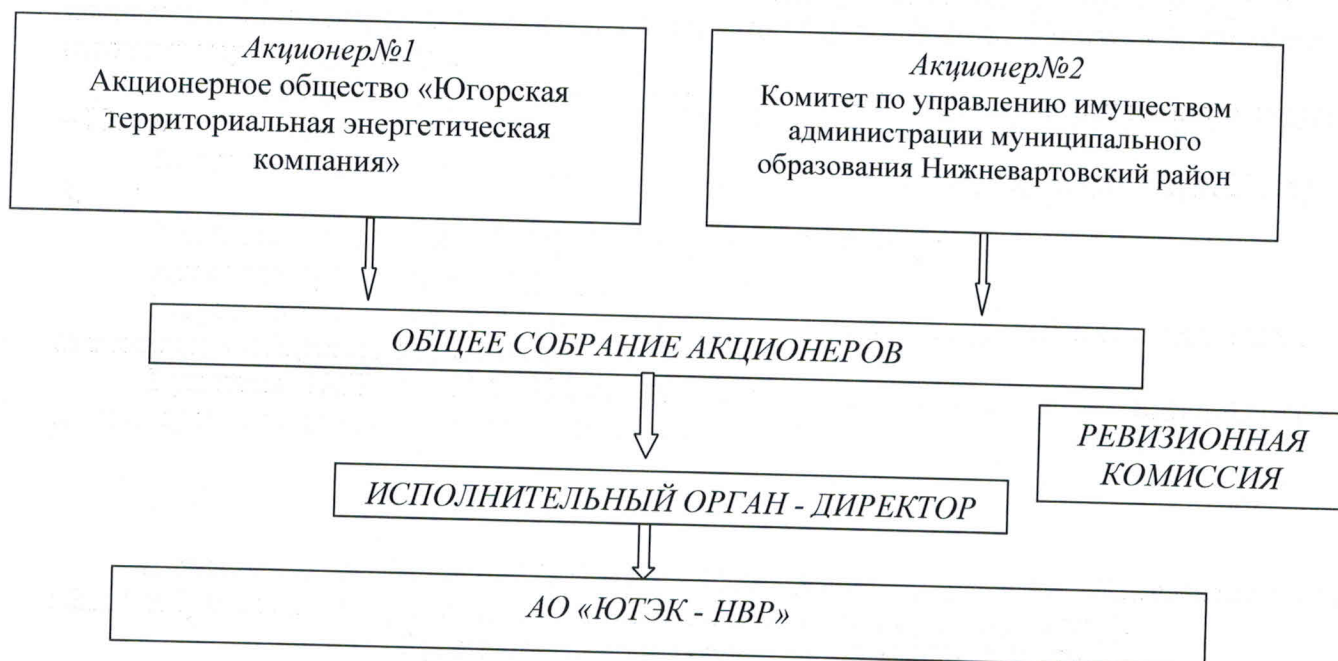 Акционер№1
Акционерное общество «Югорская
территориальная энергетическая
компания»
Акционер№2
Комитет по управлению имуществом
администрации муниципального
образования Нижневартовский район
ОБЩЕЕ СОБРАНИЕ АКЦИОНЕРОВ
РЕВИЗИОННАЯ
КОМИССИЯ
ИСПОЛНИТЕЛЬНЫЙ ОРГАН - ДИРЕКТОР
АО «ЮТЭК - НВР»